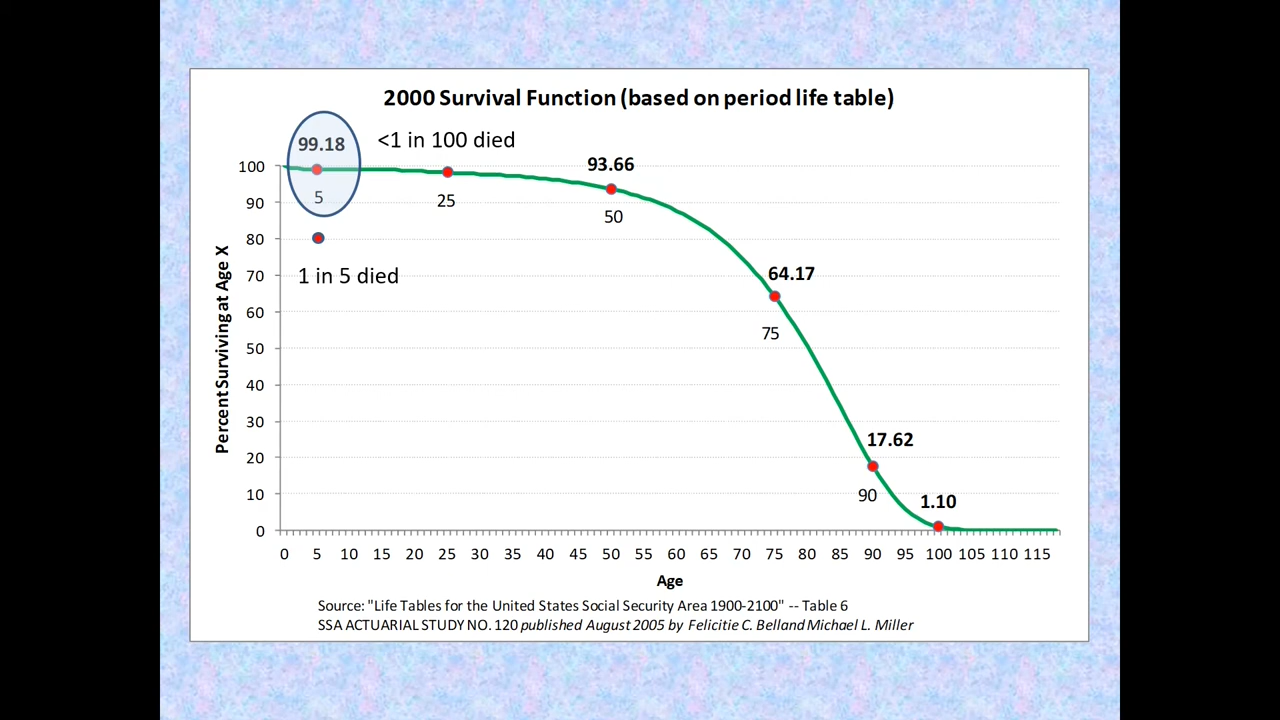 2000 Survival Function (based on period life table)
99.18
<1 in 100 died
93.66
5
25
50
1 in 5 died
64.17
75
17.62
90
1.10
Percent Surviving at Age X
100
90
80
70
60
50
40
30
20
10
0
0 5 10 15 20 25 30 35 40 45 50 55 60 65 70 75 80 85 90 95 100 105 110 115
Age
Source: "Life Tables for the United States Social Security Area 1900-2100" -- Table 6
SSA ACTUARIAL STUDY NO. 120 published August 2005 by Felicitie C. Belland Michael L. Miller